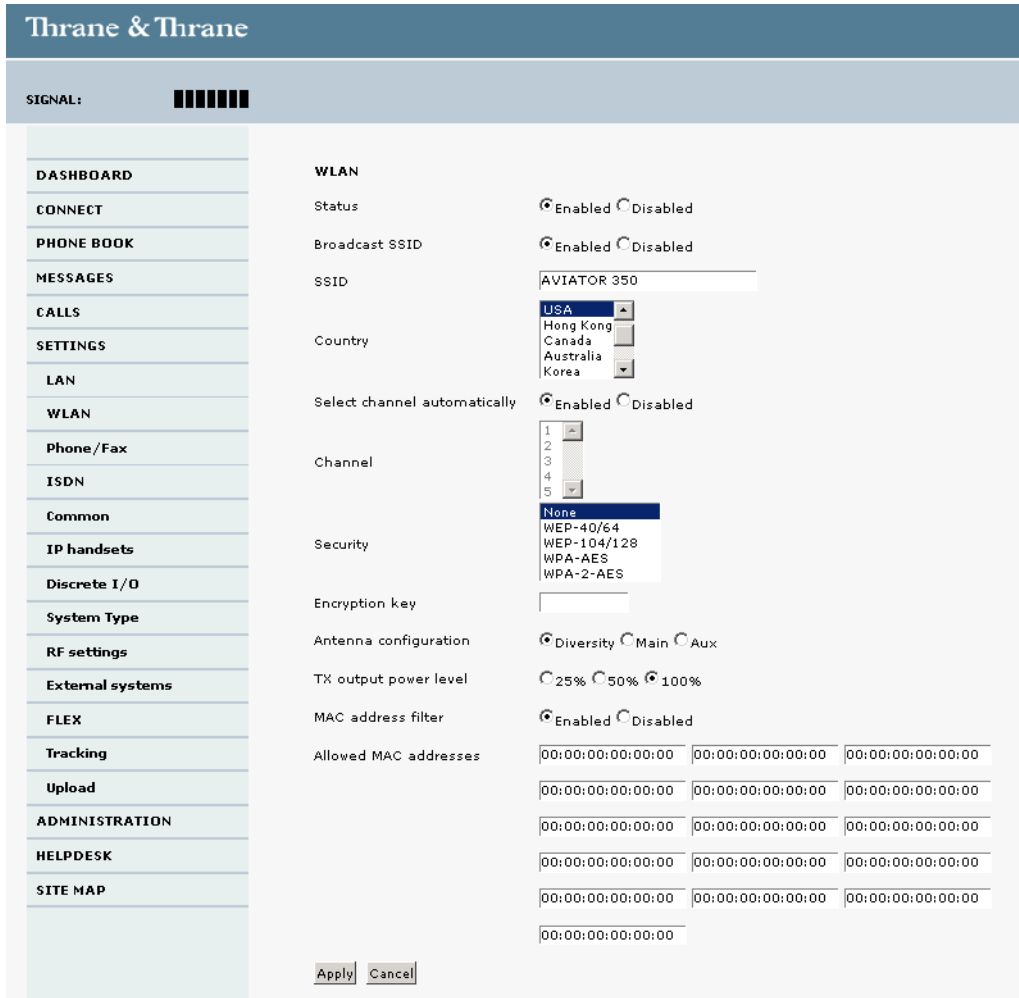 Thrane & Thrane
SIGNAL:
DASHBOARD
CONNECT
PHONE BOOK
MESSAGES
CALLS
SETTINGS
LAN
WLAN
Phone/Fax
ISDN
Common
IP handsets
Discrete I/O
System Type
RF settings
External systems
FLEX
Tracking
Upload
ADMINISTRATION
HELPDESK
SITE MAP
WLAN
Status Enabled Disabled
Broadcast SSID Enabled Disabled
SSID AVIATOR 350
Country
USA
Hong Kong
Canada
Australia
Korea
Select channel automatically Enabled Disabled
Channel
1
2
3
4
5
Security
None
WEP-40/64
WEP-104/128
WPA-AES
WPA-2-AES
Encryption key
Antenna configuration Diversity Main Aux
TX output power level 25% 50% 100%
MAC address filter Enabled Disabled
Allowed MAC addresses 00:00:00:00:00:00 00:00:00:00:00:00 00:00:00:00:00:00
00:00:00:00:00:00 00:00:00:00:00:00 00:00:00:00:00:00
00:00:00:00:00:00 00:00:00:00:00:00 00:00:00:00:00:00
00:00:00:00:00:00 00:00:00:00:00:00 00:00:00:00:00:00
00:00:00:00:00:00 00:00:00:00:00:00 00:00:00:00:00:00
00:00:00:00:00:00
Apply Cancel